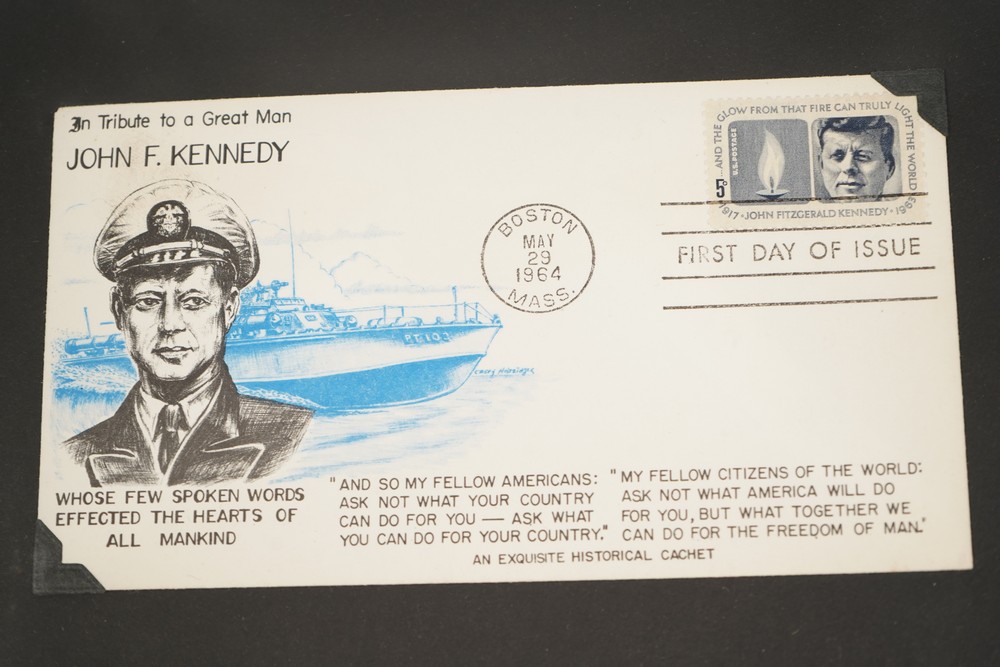 In Tribute to a Great Man
JOHN F. KENNEDY
...AND THE GLOW FROM THAT FIRE CAN TRULY LIGHT THE WORLD
U.S. POSTAGE
5c
1917·JOHN FITZGERALD KENNEDY·1963
BOSTON
MAY
29
1964
MASS.
FIRST DAY OF ISSUE
PT-10
WHOSE FEW SPOKEN WORDS
EFFECTED THE HEARTS OF
ALL MANKIND
"AND SO MY FELLOW AMERICANS:
ASK NOT WHAT YOUR COUNTRY
CAN DO FOR YOU — ASK WHAT
YOU CAN DO FOR YOUR COUNTRY."
"MY FELLOW CITIZENS OF THE WORLD:
ASK NOT WHAT AMERICA WILL DO
FOR YOU, BUT WHAT TOGETHER WE
CAN DO FOR THE FREEDOM OF MAN."
AN EXQUISITE HISTORICAL CACHET